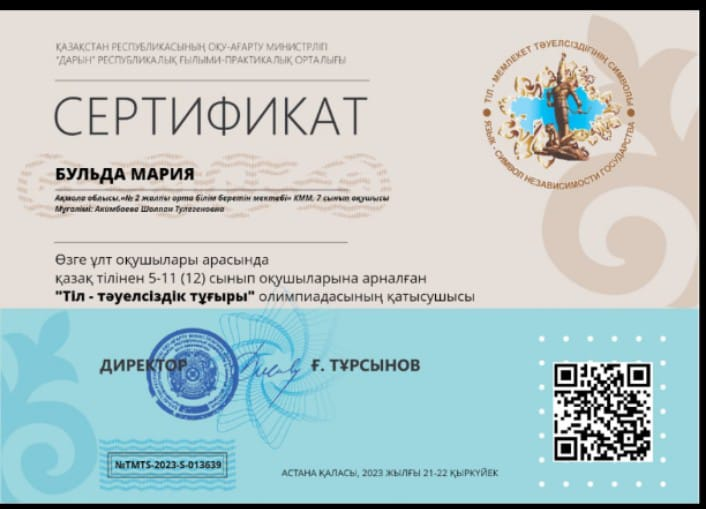 ҚАЗАҚСТАН РЕСПУБЛИКАСЫНЫҢ ОҚУ-АҒАРТУ МИНИСТРЛІГІ
"ДАРЫН" РЕСПУБЛИКАЛЫҚ ҒЫЛЫМИ-ПРАКТИКАЛЫҚ ОРТАЛЫҒЫ
ТІЛ - МЕМЛЕКЕТ ТӘУЕЛСІЗДІГІНІҢ СИМВОЛЫ
ЯЗЫК - СИМВОЛ НЕЗАВИСИМОСТИ ГОСУДАРСТВА
СЕРТИФИКАТ
БУЛЬДА МАРИЯ
Ақмола облысы,«№ 2 жалпы орта білім беретін мектебі» КММ, 7 сынып оқушысы
Мұғалімі: Акимбаева Шолпан Тулегеновна
Өзге ұлт оқушылары арасында
қазақ тілінен 5-11 (12) сынып оқушыларына арналған
"Тіл - тәуелсіздік тұғыры" олимпиадасының қатысушысы
ДИРЕКТОР Ғ. ТҰРСЫНОВ
№TMTS-2023-S-013639
АСТАНА ҚАЛАСЫ, 2023 ЖЫЛҒЫ 21-22 ҚЫРКҮЙЕК